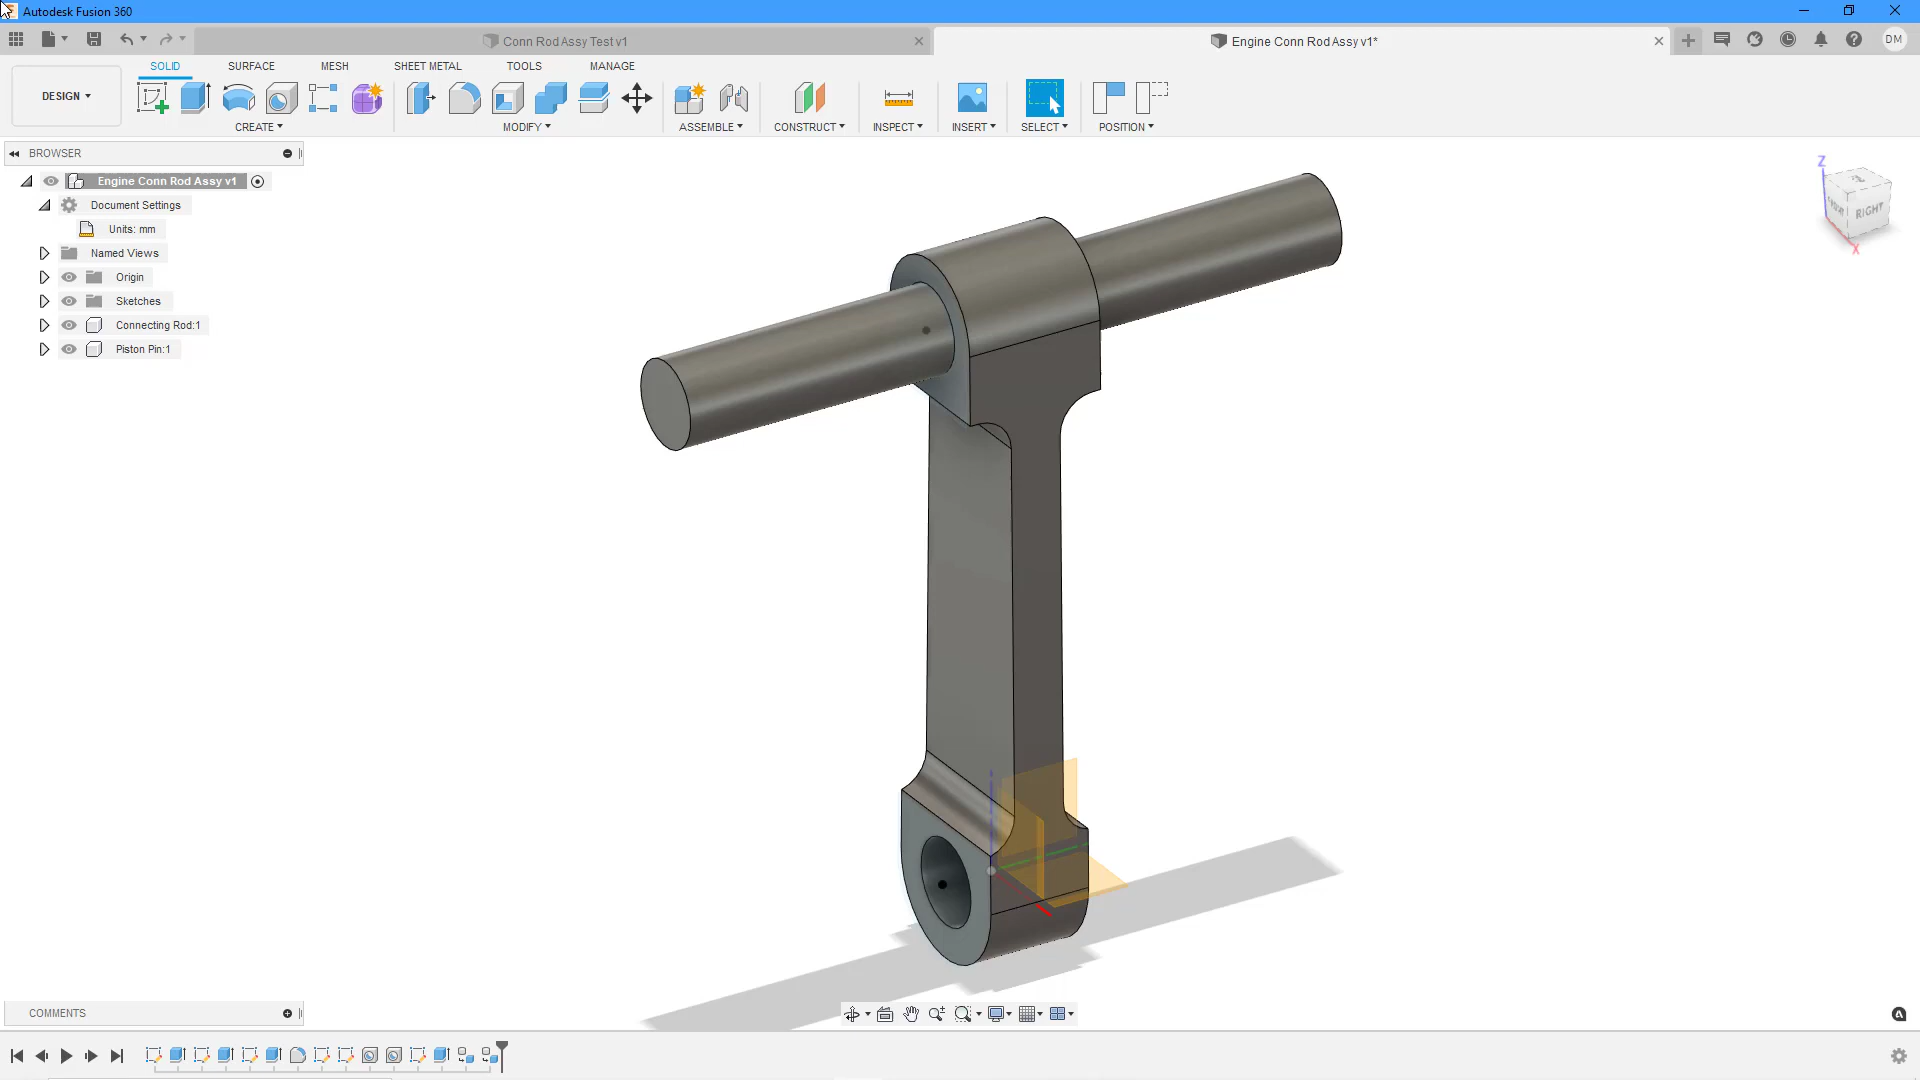 Autodesk Fusion 360
Conn Rod Assy Test v1
Engine Conn Rod Assy v1*
DM
DESIGN
SOLID
SURFACE
MESH
SHEET METAL
TOOLS
MANAGE
CREATE
MODIFY
ASSEMBLE
CONSTRUCT
INSPECT
INSERT
SELECT
POSITION
BROWSER
Engine Conn Rod Assy v1
Document Settings
Units: mm
Named Views
Origin
Sketches
Connecting Rod:1
Piston Pin:1
Z
FRONT
RIGHT
X
COMMENTS